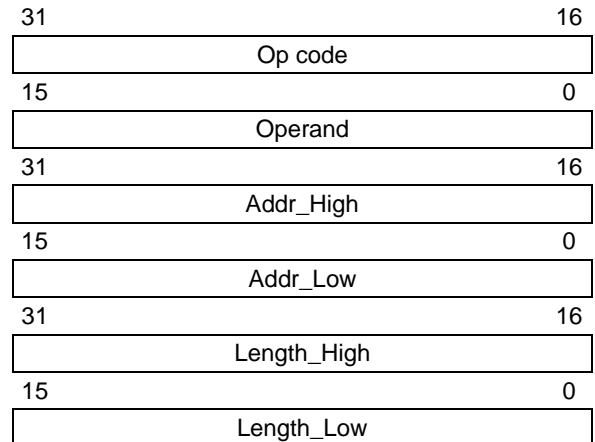 31 16
Op code
15 0
Operand
31 16
Addr_High
15 0
Addr_Low
31 16
Length_High
15 0
Length_Low